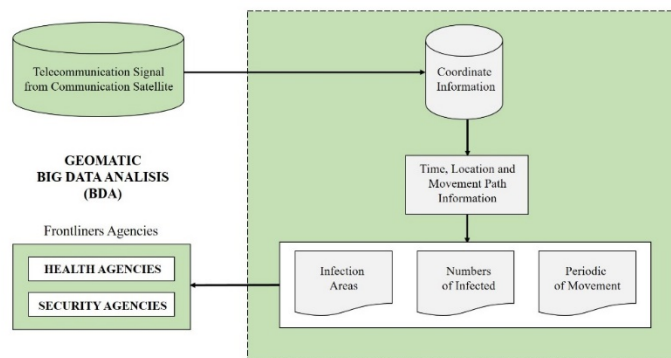 Telecommunication Signal
from Communication Satellite
Coordinate
Information
GEOMATIC
BIG DATA ANALISIS
(BDA)
Time, Location and
Movement Path
Information
Frontliners Agencies
HEALTH AGENCIES
SECURITY AGENCIES
Infection
Areas
Numbers
of Infected
Periodic
of Movement